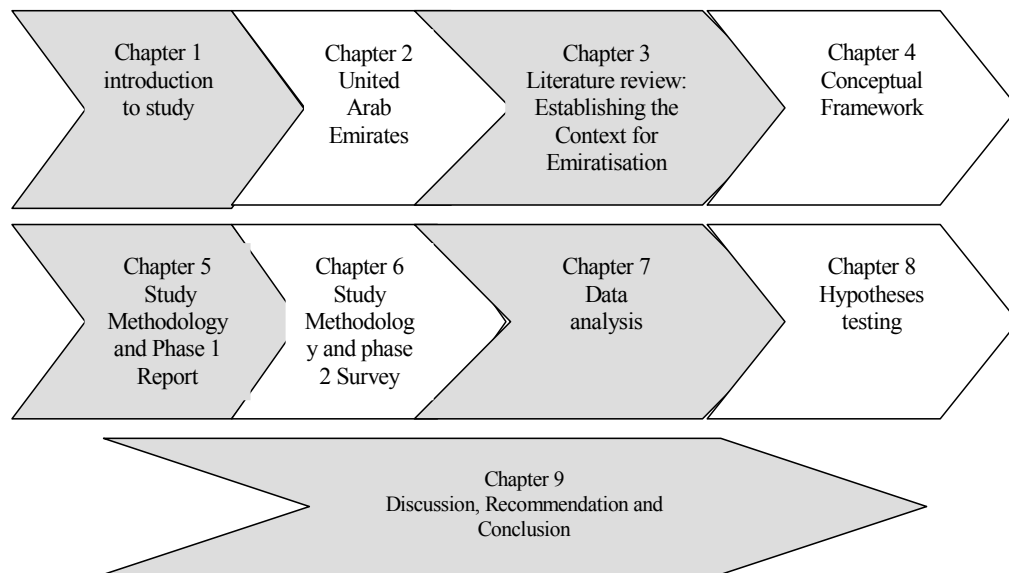 Chapter 1
introduction
to study
Chapter 2
United
Arab
Emirates
Chapter 3
Literature review:
Establishing the
Context for
Emiratisation
Chapter 4
Conceptual
Framework
Chapter 5
Study
Methodology
and Phase 1
Report
Chapter 6
Study
Methodolog
y and phase
2 Survey
Chapter 7
Data
analysis
Chapter 8
Hypotheses
testing
Chapter 9
Discussion, Recommendation and
Conclusion